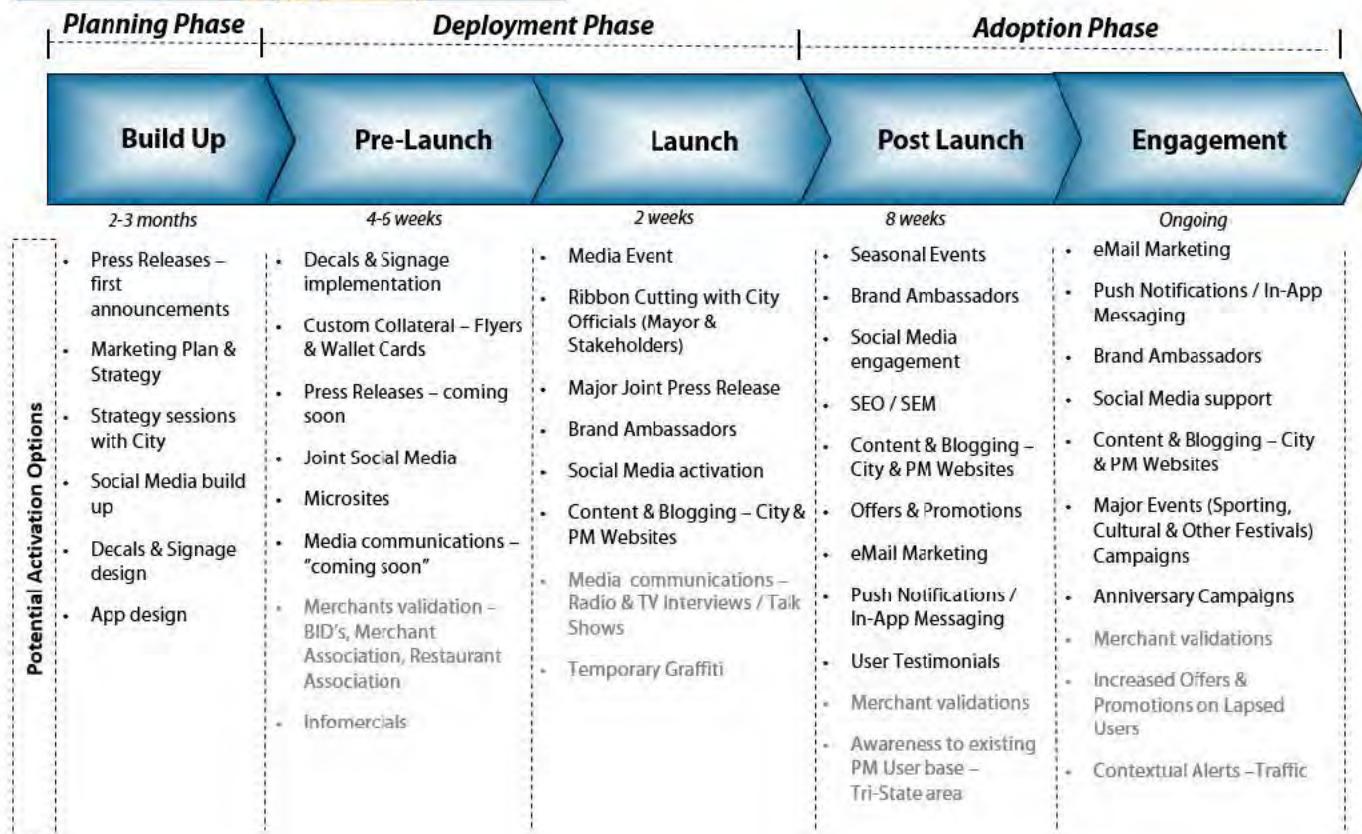 Planning Phase
Deployment Phase
Adoption Phase
Build Up
Pre-Launch
Launch
Post Launch
Engagement
2-3 months
4-6 weeks
2 weeks
8 weeks
Ongoing
Potential Activation Options
• Press Releases –
first
announcements
• Marketing Plan &
Strategy
• Strategy sessions
with City
• Social Media build
up
• Decals & Signage
design
• App design
• Decals & Signage
implementation
• Custom Collateral – Flyers
& Wallet Cards
• Press Releases – coming
soon
• Joint Social Media
• Microsites
• Media communications –
"coming soon"
• Merchants validation –
BID's, Merchant
Association, Restaurant
Association
• Infomercials
• Media Event
• Ribbon Cutting with City
Officials (Mayor &
Stakeholders)
• Major Joint Press Release
• Brand Ambassadors
• Social Media activation
• Content & Blogging – City &
PM Websites
• Media communications –
Radio & TV Interviews / Talk
Shows
• Temporary Graffiti
• Seasonal Events
• Brand Ambassadors
• Social Media
engagement
• SEO / SEM
• Content & Blogging –
City & PM Websites
• Offers & Promotions
• eMail Marketing
• Push Notifications /
In-App Messaging
• User Testimonials
• Merchant validations
• Awareness to existing
PM User base –
Tri-State area
• eMail Marketing
• Push Notifications / In-App
Messaging
• Brand Ambassadors
• Social Media support
• Content & Blogging – City
& PM Websites
• Major Events (Sporting,
Cultural & Other Festivals)
Campaigns
• Anniversary Campaigns
• Merchant validations
• Increased Offers &
Promotions on Lapsed
Users
• Contextual Alerts –Traffic